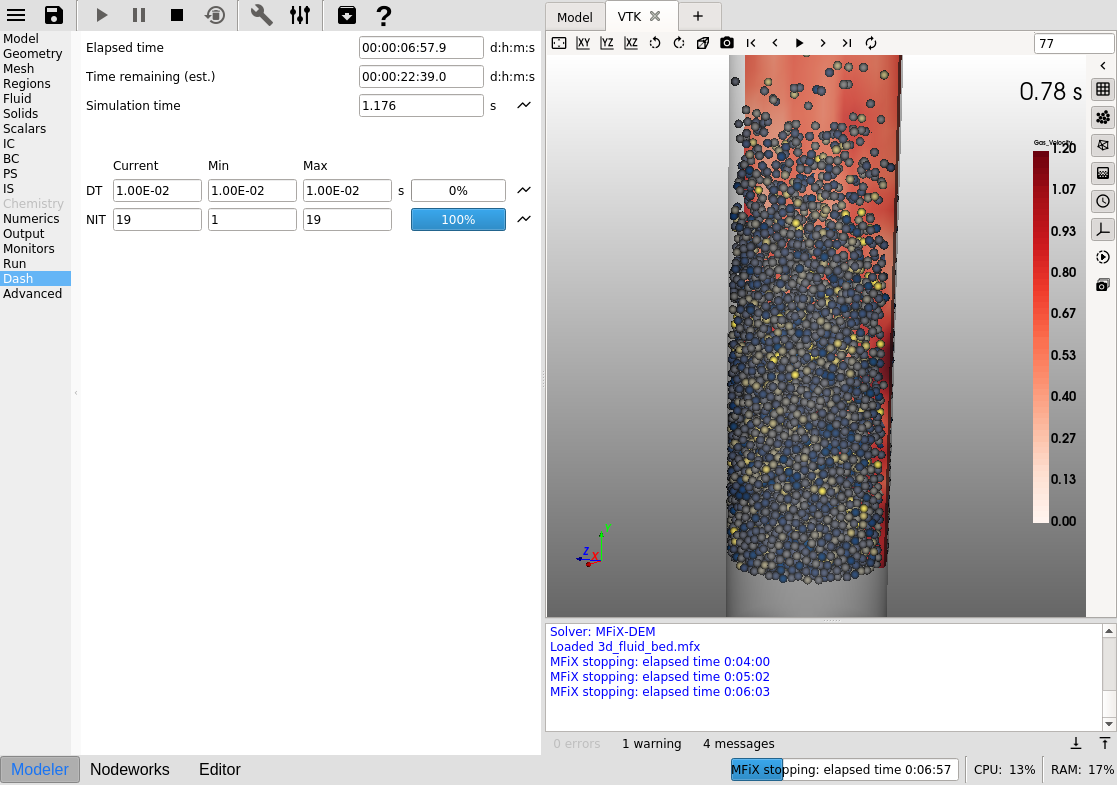 Model
Geometry
Mesh
Regions
Fluid
Solids
Scalars
IC
BC
PS
IS
Chemistry
Numerics
Output
Monitors
Run
Dash
Advanced
Elapsed time 00:00:06:57.9 d:h:m:s
Time remaining (est.) 00:00:22:39.0 d:h:m:s
Simulation time 1.176 s
Current Min Max
DT 1.00E-02 1.00E-02 1.00E-02 s 0%
NIT 19 1 19 100%
Model VTK +
XY YZ XZ 77
0.78 s
Gas_Velocity
1.20
1.07
0.93
0.80
0.67
0.53
0.40
0.27
0.13
0.00
Y
Z X
Solver: MFiX-DEM
Loaded 3d_fluid_bed.mfx
MFiX stopping: elapsed time 0:04:00
MFiX stopping: elapsed time 0:05:02
MFiX stopping: elapsed time 0:06:03
0 errors 1 warning 4 messages
Modeler Nodeworks Editor MFiX stopping: elapsed time 0:06:57 CPU: 13% RAM: 17%